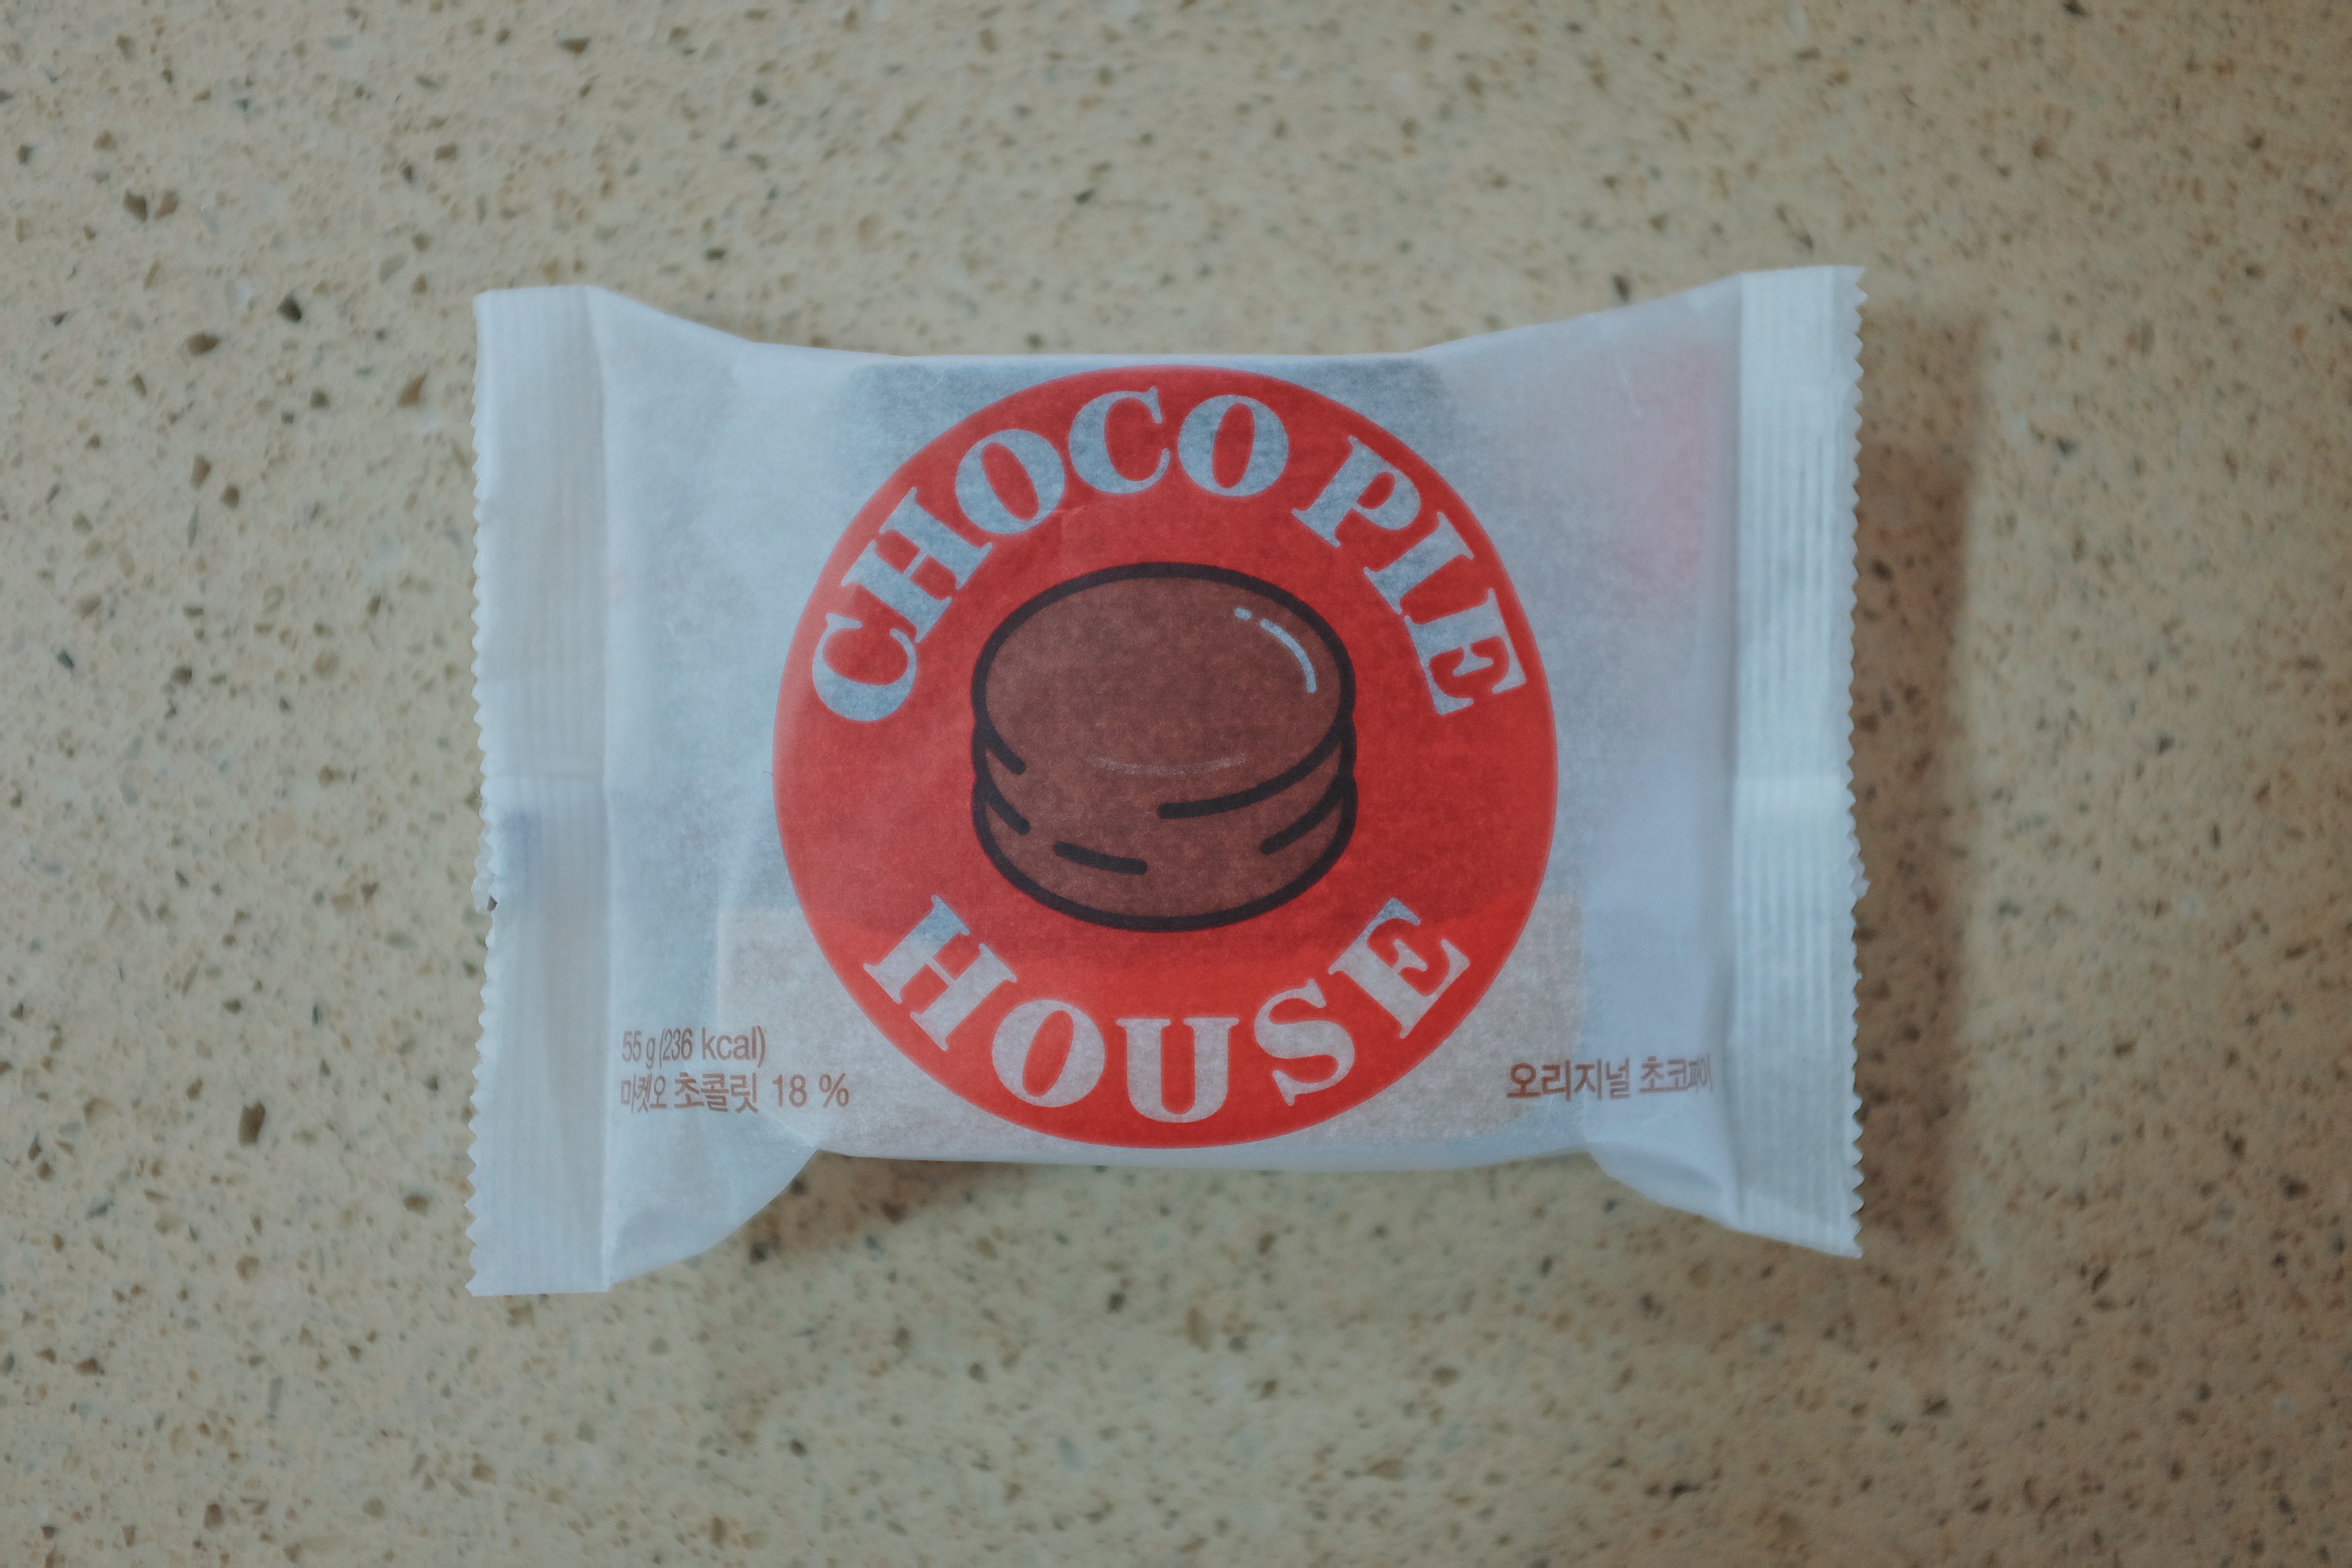 CHOCO PIE
HOUSE
55 g (236 kcal)
마켓오 초콜릿 18 %
오리지널 초코파이